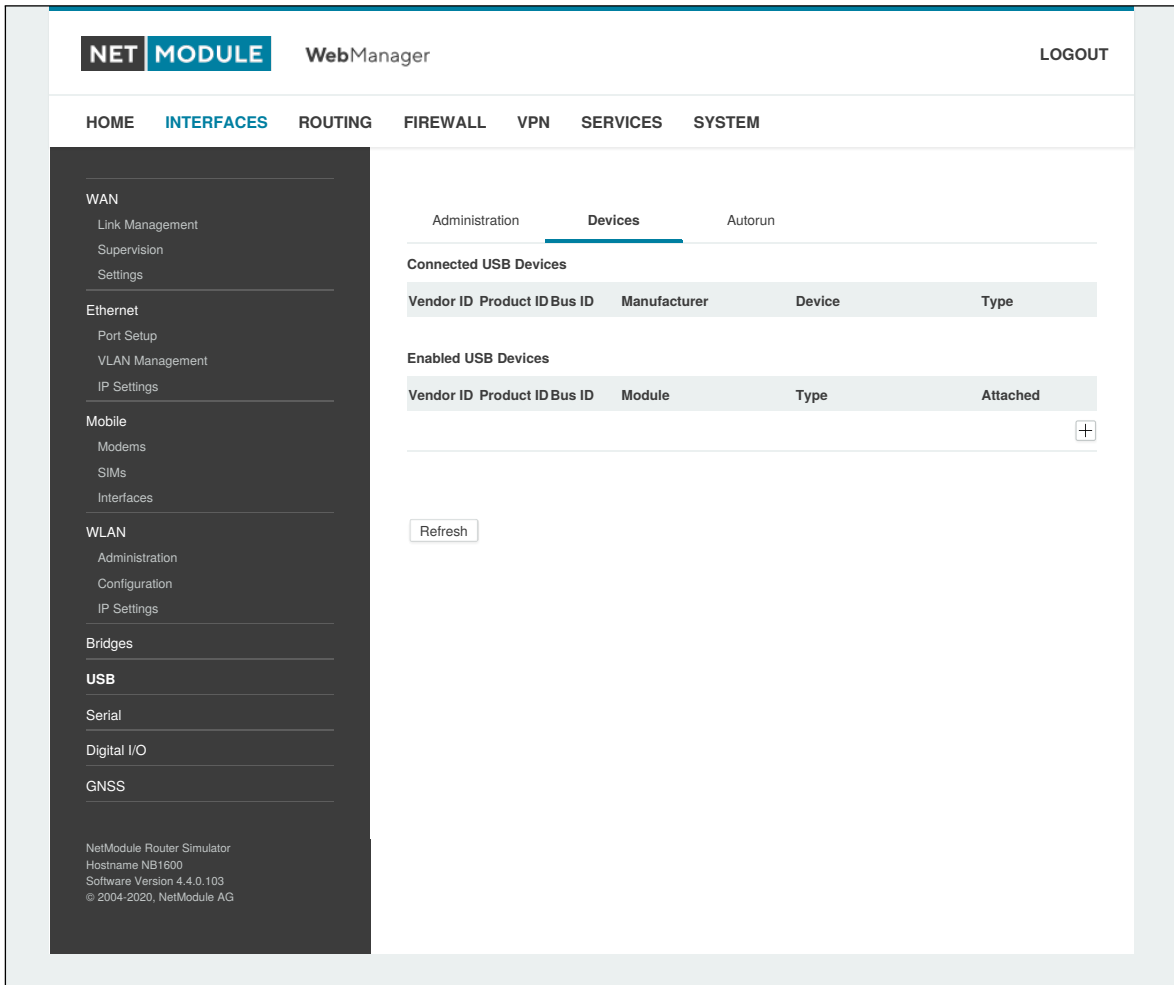 NET MODULE WebManager LOGOUT
HOME INTERFACES ROUTING FIREWALL VPN SERVICES SYSTEM
WAN
Link Management
Supervision
Settings
Ethernet
Port Setup
VLAN Management
IP Settings
Mobile
Modems
SIMs
Interfaces
WLAN
Administration
Configuration
IP Settings
Bridges
USB
Serial
Digital I/O
GNSS
NetModule Router Simulator
Hostname NB1600
Software Version 4.4.0.103
© 2004-2020, NetModule AG
Administration Devices Autorun
Connected USB Devices
Vendor ID Product ID Bus ID Manufacturer Device Type
Enabled USB Devices
Vendor ID Product ID Bus ID Module Type Attached
Refresh